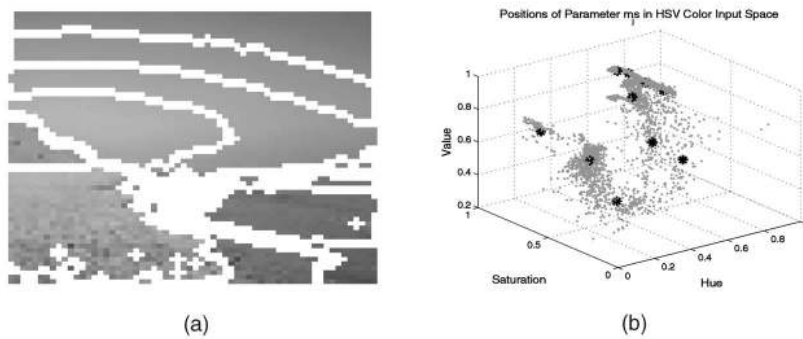 Positions of Parameter ms in HSV Color Input Space
1
0.8
0.6
0.4
0.2
Value
1
0.5
0
Saturation
0
0.2
0.4
0.6
0.8
Hue
(a)
(b)